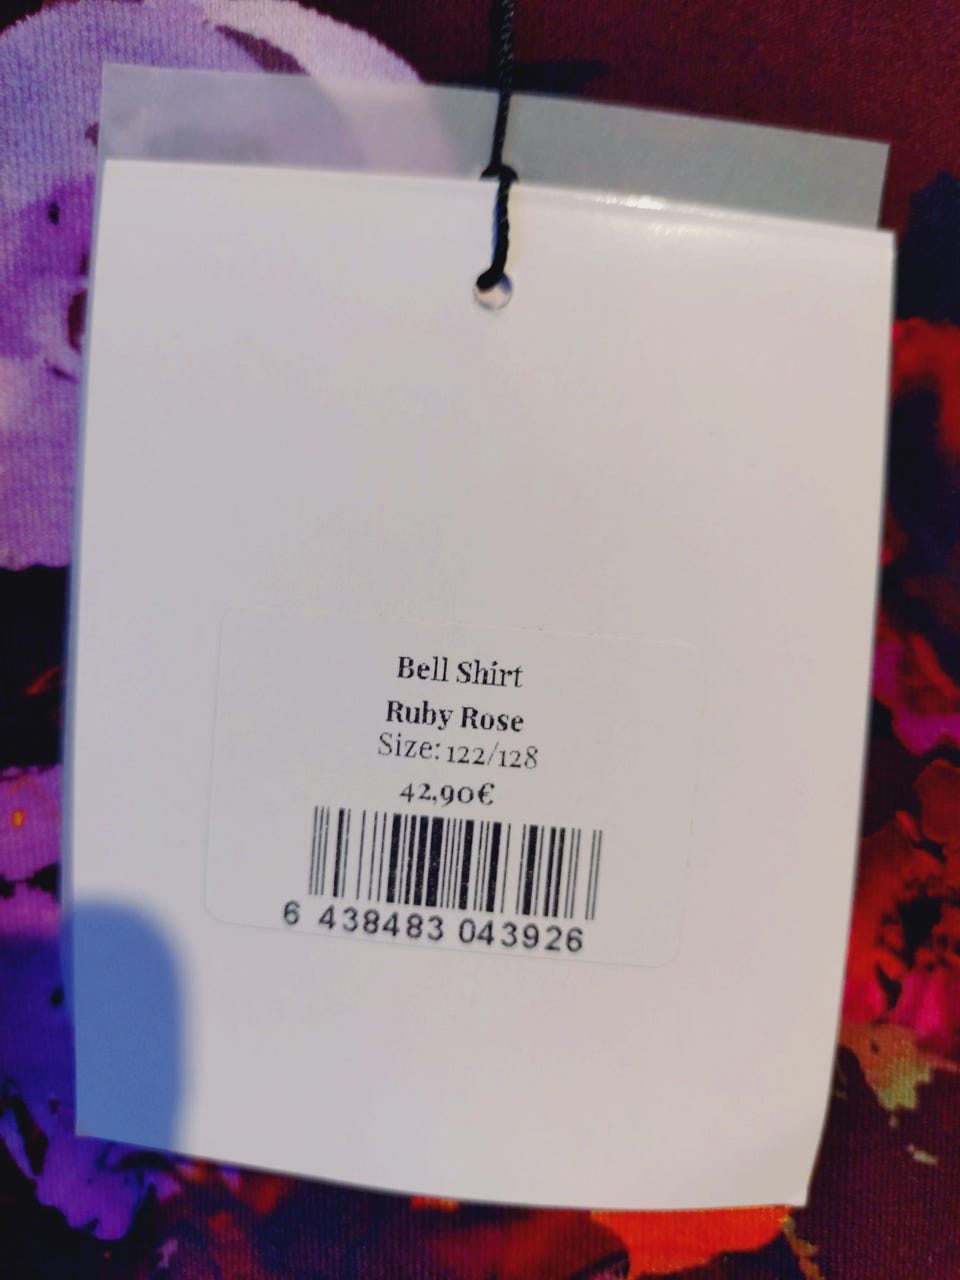 Bell Shirt
Ruby Rose
Size: 122/128
42,90€
6 438483 043926